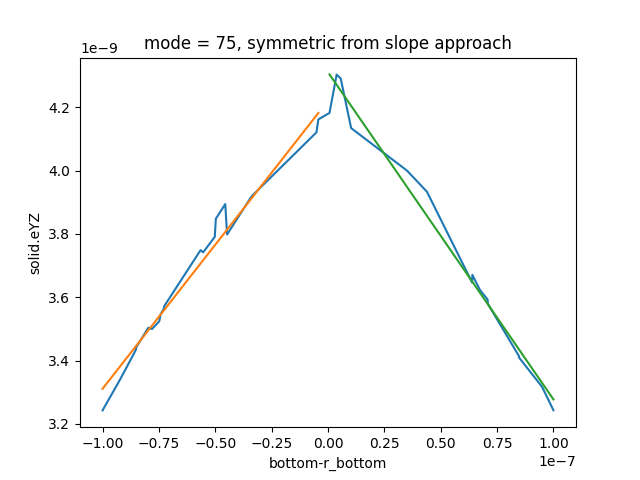 mode = 75, symmetric from slope approach
1e−9
4.2
4.0
3.8
3.6
3.4
3.2
solid.eYZ
−1.00 −0.75 −0.50 −0.25 0.00 0.25 0.50 0.75 1.00
1e−7
bottom-r_bottom